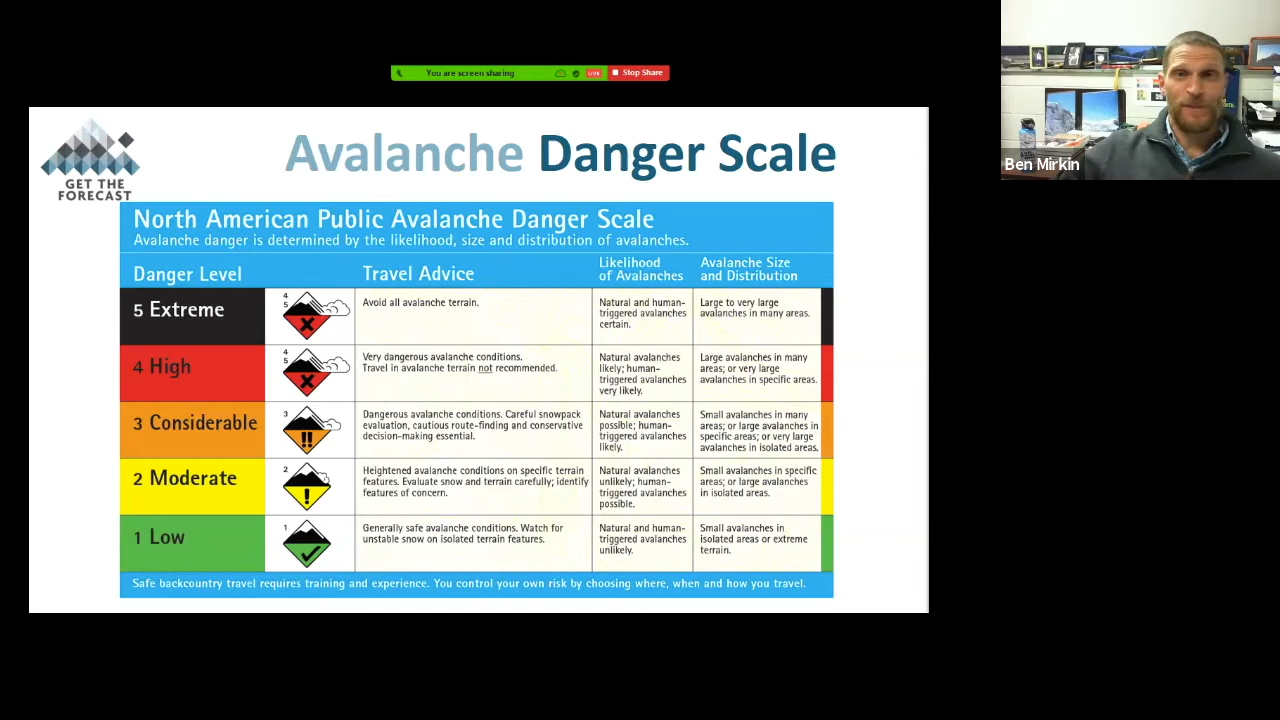 You are screen sharing
LIVE
Stop Share
Ben Mirkin
GET THE
FORECAST
Avalanche Danger Scale
North American Public Avalanche Danger Scale
Avalanche danger is determined by the likelihood, size and distribution of avalanches.
Danger Level
Travel Advice
Likelihood
of Avalanches
Avalanche Size
and Distribution
5 Extreme
4
5
Avoid all avalanche terrain.
Natural and human-
triggered avalanches
certain.
Large to very large
avalanches in many areas.
4 High
4
5
Very dangerous avalanche conditions.
Travel in avalanche terrain not recommended.
Natural avalanches
likely; human-
triggered avalanches
very likely.
Large avalanches in many
areas; or very large
avalanches in specific areas.
3 Considerable
3
Dangerous avalanche conditions. Careful snowpack
evaluation, cautious route-finding and conservative
decision-making essential.
Natural avalanches
possible; human-
triggered avalanches
likely.
Small avalanches in many
areas; or large avalanches in
specific areas; or very large
avalanches in isolated areas.
2 Moderate
2
Heightened avalanche conditions on specific terrain
features. Evaluate snow and terrain carefully; identify
features of concern.
Natural avalanches
unlikely; human-
triggered avalanches
possible.
Small avalanches in specific
areas; or large avalanches
in isolated areas.
1 Low
1
Generally safe avalanche conditions. Watch for
unstable snow on isolated terrain features.
Natural and human-
triggered avalanches
unlikely.
Small avalanches in
isolated areas or extreme
terrain.
Safe backcountry travel requires training and experience. You control your own risk by choosing where, when and how you travel.